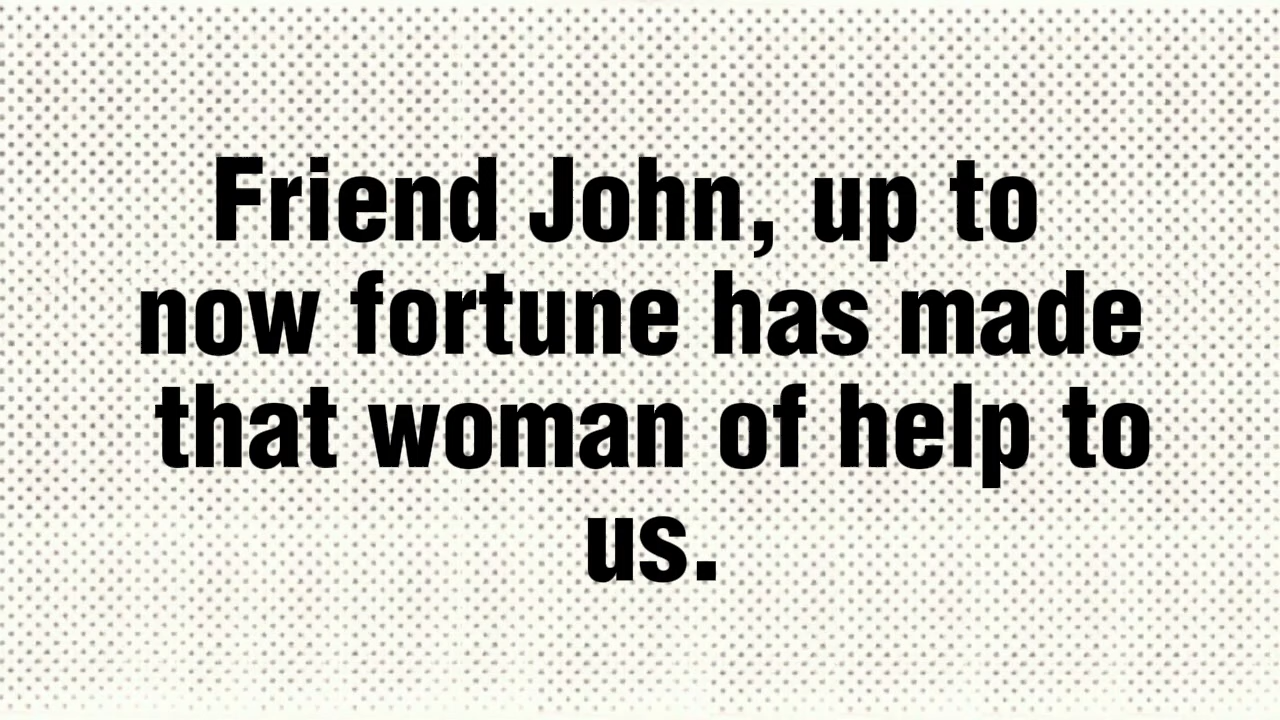 Friend John, up to
now fortune has made
that woman of help to
us.